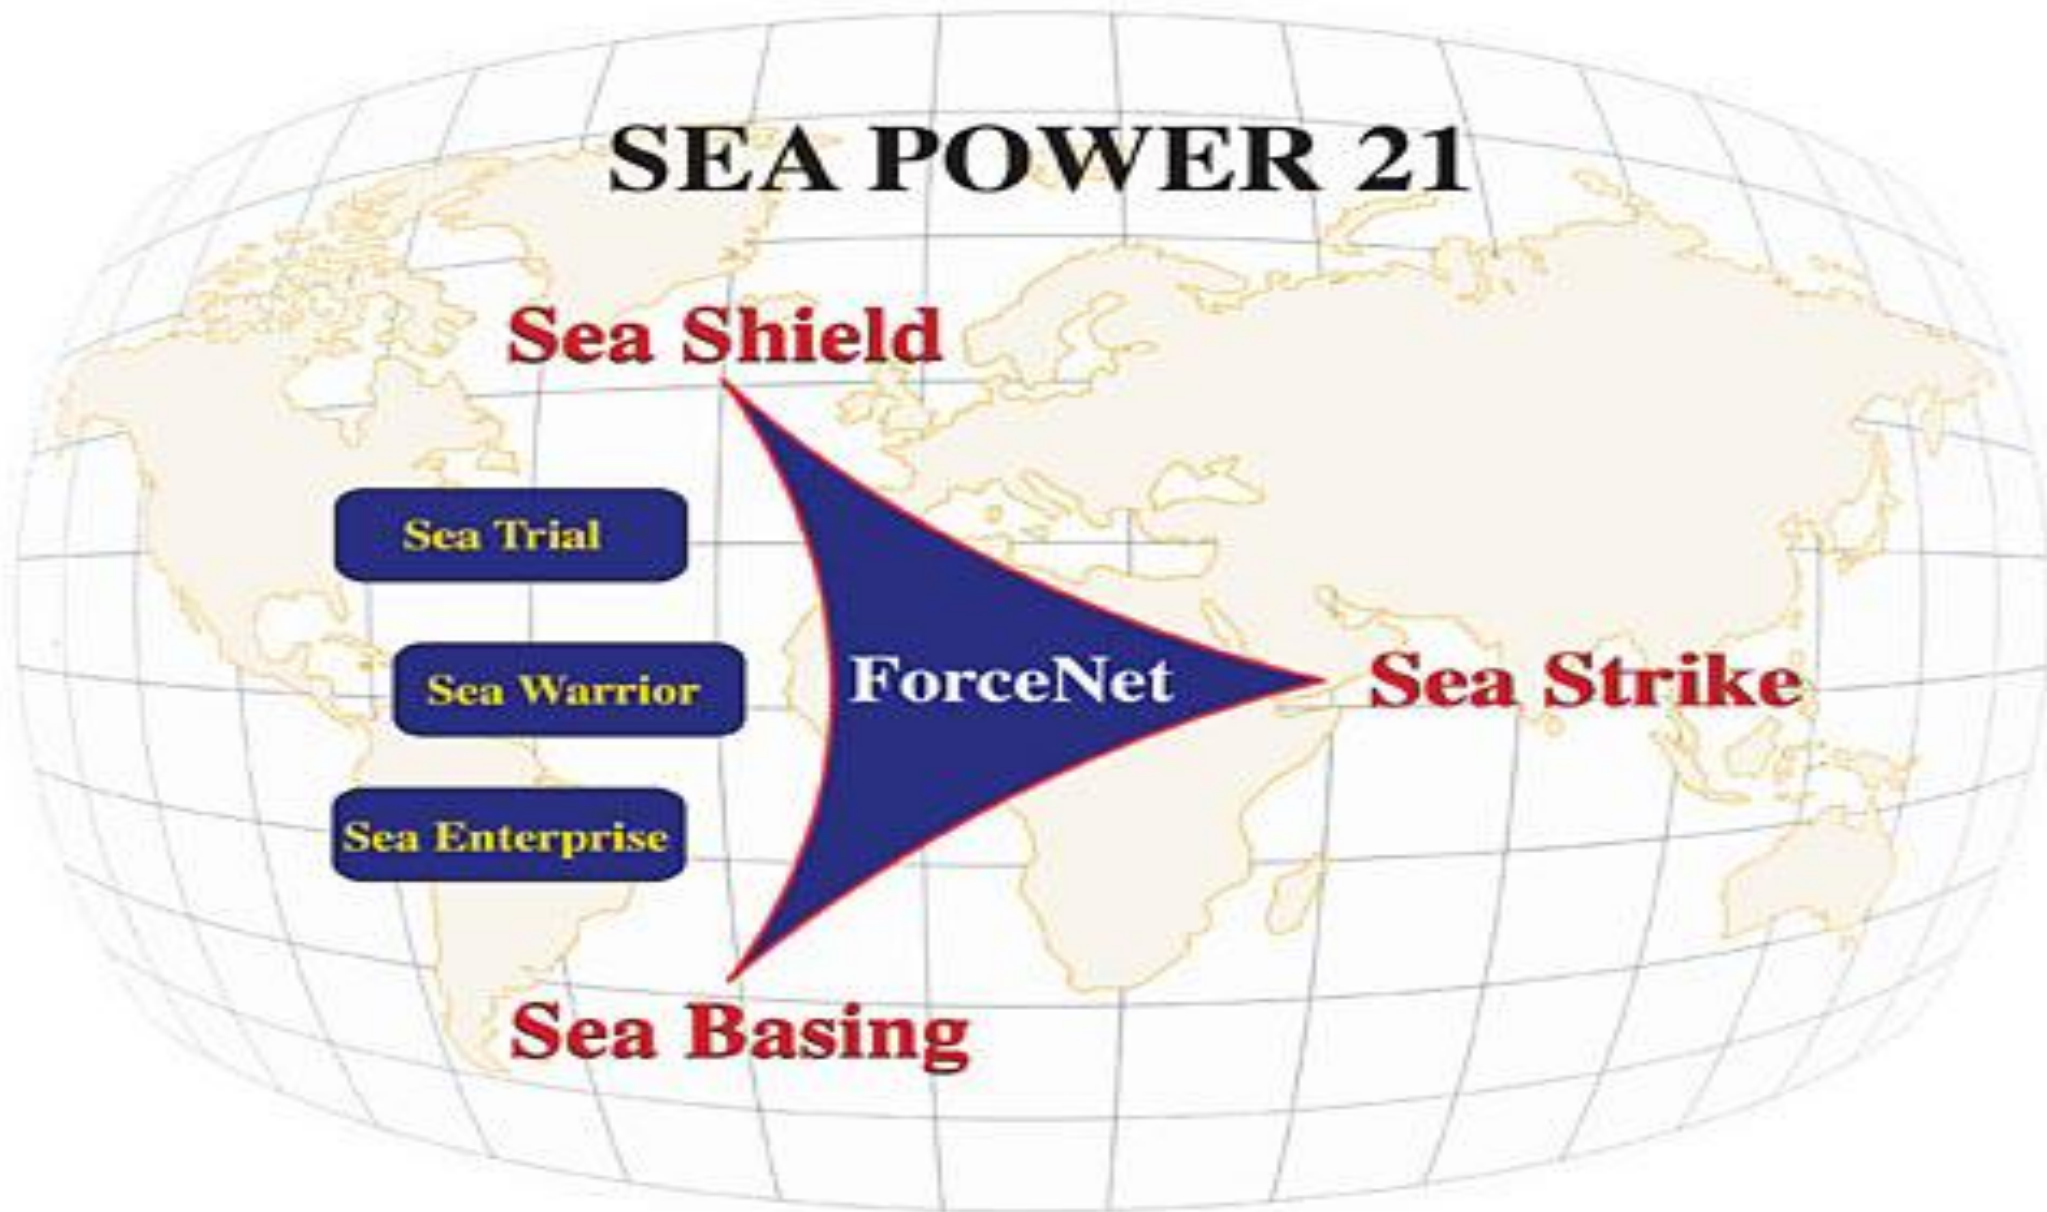 SEA POWER 21
Sea Shield
Sea Trial
Sea Warrior
ForceNet
Sea Strike
Sea Enterprise
Sea Basing